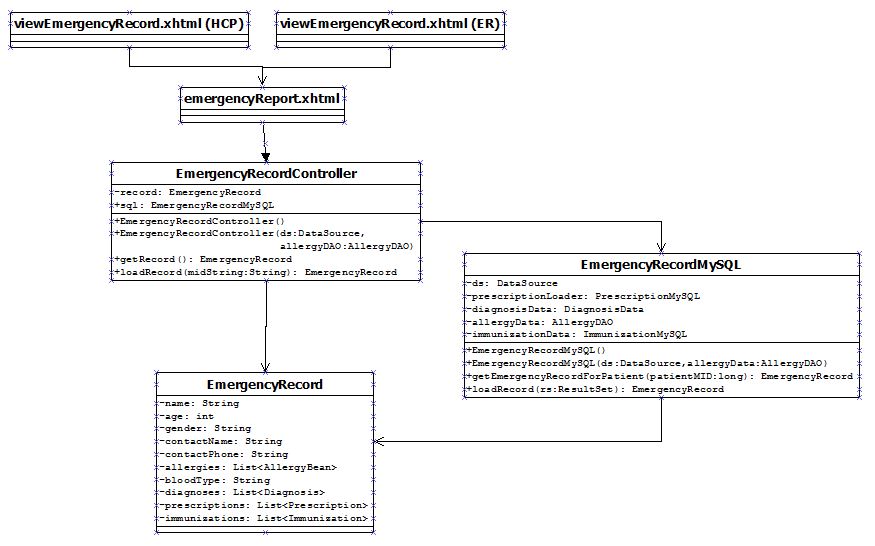 viewEmergencyRecord.xhtml (HCP)
viewEmergencyRecord.xhtml (ER)
emergencyReport.xhtml
EmergencyRecordController
-record: EmergencyRecord
+sql: EmergencyRecordMySQL
+EmergencyRecordController()
+EmergencyRecordController(ds:DataSource,
allergyDAO:AllergyDAO)
+getRecord(): EmergencyRecord
+loadRecord(midString:String): EmergencyRecord
EmergencyRecordMySQL
-ds: DataSource
-prescriptionLoader: PrescriptionMySQL
-diagnosisData: DiagnosisData
-allergyData: AllergyDAO
-immunizationData: ImmunizationMySQL
+EmergencyRecordMySQL()
+EmergencyRecordMySQL(ds:DataSource,allergyData:AllergyDAO)
+getEmergencyRecordForPatient(patientMID:long): EmergencyRecord
+loadRecord(rs:ResultSet): EmergencyRecord
EmergencyRecord
-name: String
-age: int
-gender: String
-contactName: String
-contactPhone: String
-allergies: List<AllergyBean>
-bloodType: String
-diagnoses: List<Diagnosis>
-prescriptions: List<Prescription>
-immunizations: List<Immunization>